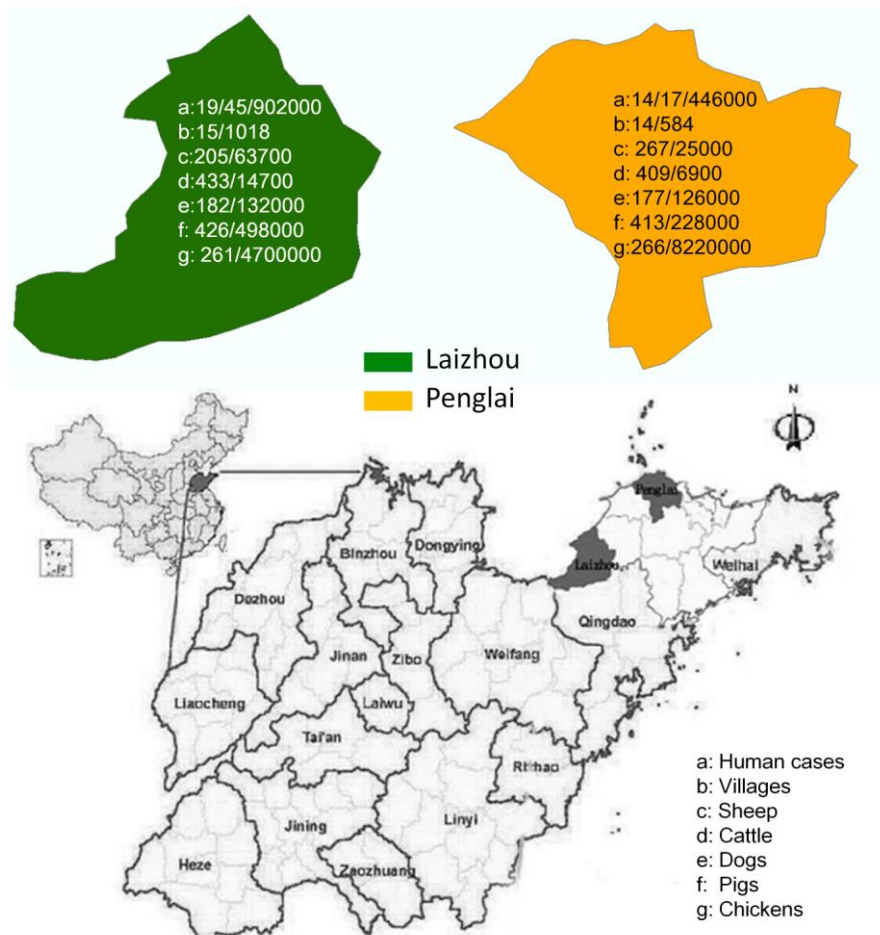 a:19/45/902000
b:15/1018
c:205/63700
d:433/14700
e:182/132000
f: 426/498000
g: 261/4700000
a:14/17/446000
b:14/584
c: 267/25000
d: 409/6900
e:177/126000
f: 413/228000
g:266/8220000
Laizhou
Penglai
N
Penglai
Binzhou
Dongying
Laizhou
Weihai
Dezhou
Qingdao
Jinan
Zibo
Weifang
Liaocheng
Laiwu
Tai'an
Rizhao
Jining
Linyi
Heze
Zaozhuang
a: Human cases
b: Villages
c: Sheep
d: Cattle
e: Dogs
f: Pigs
g: Chickens